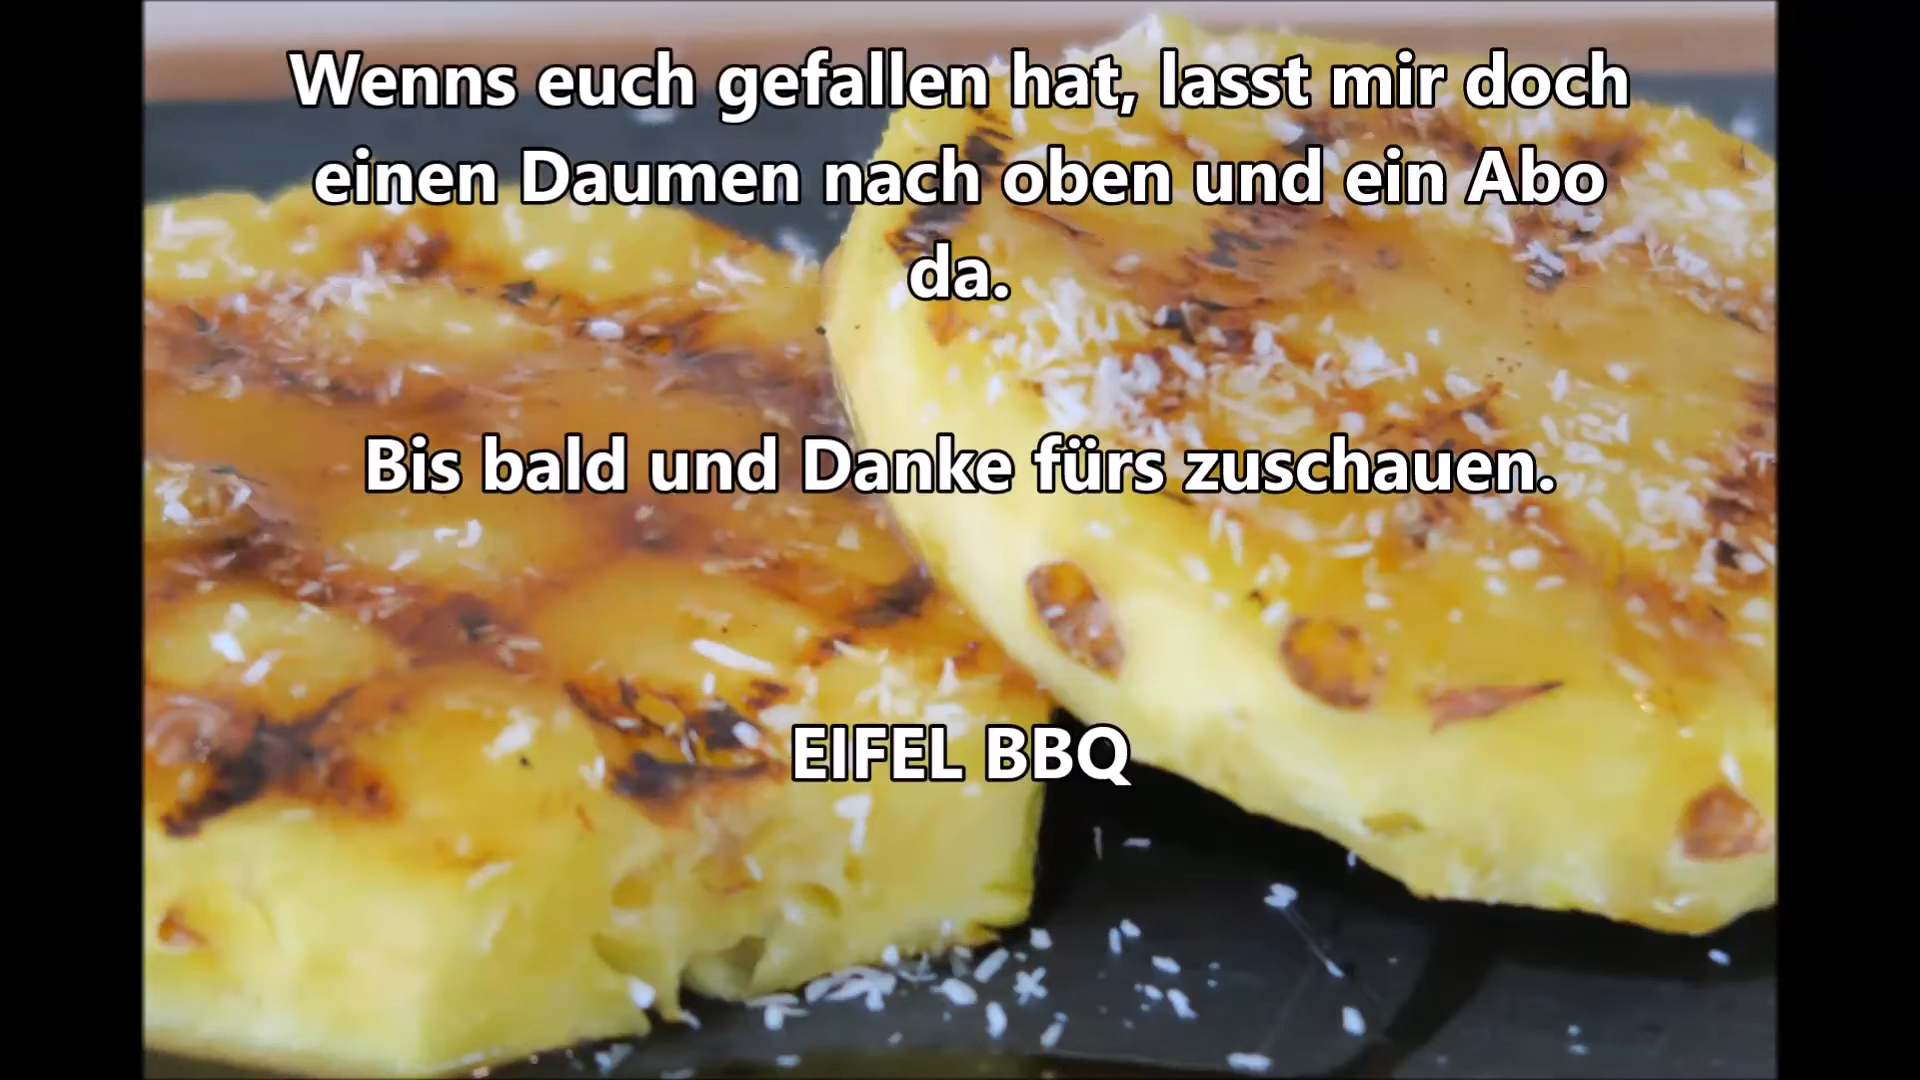 Wenns euch gefallen hat, lasst mir doch
einen Daumen nach oben und ein Abo
da.
Bis bald und Danke fürs zuschauen.
EIFEL BBQ